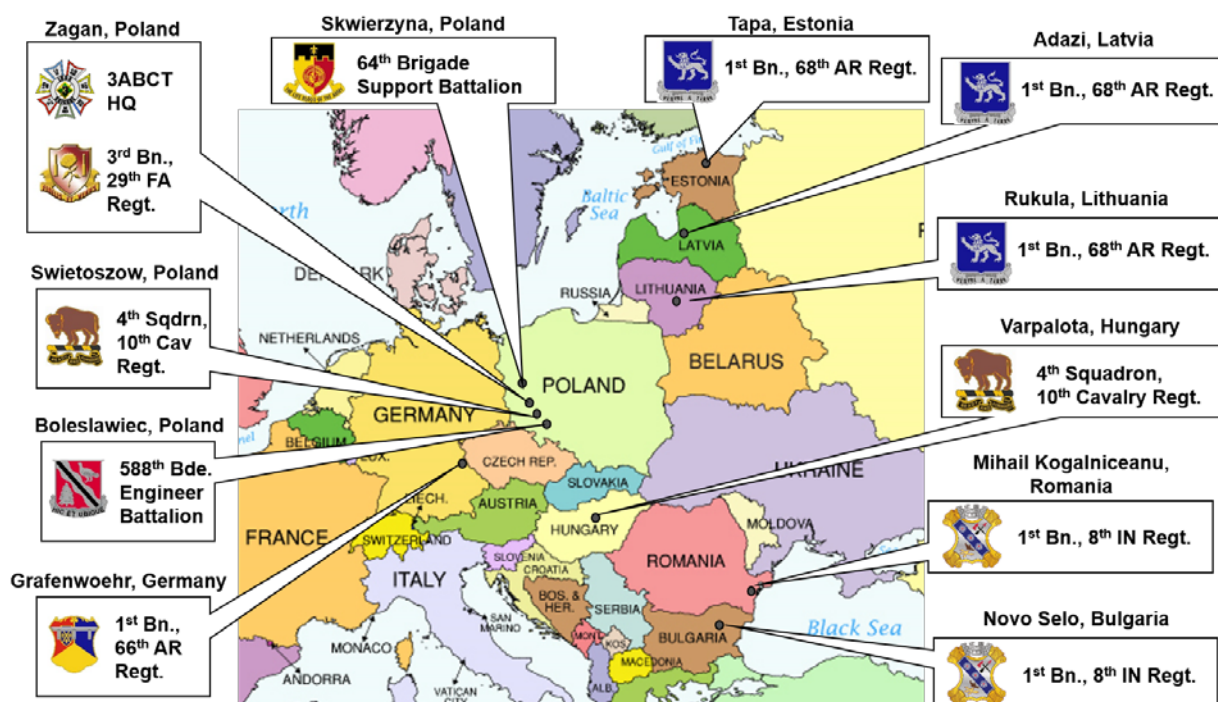 Zagan, Poland
3ABCT
HQ
3rd Bn.,
29th FA
Regt.
Skwierzyna, Poland
64th Brigade
Support Battalion
Tapa, Estonia
1st Bn., 68th AR Regt.
Adazi, Latvia
1st Bn., 68th AR Regt.
Rukula, Lithuania
1st Bn., 68th AR Regt.
Swietoszow, Poland
4th Sqdrn,
10th Cav
Regt.
Varpalota, Hungary
4th Squadron,
10th Cavalry Regt.
Boleslawiec, Poland
588th Bde.
Engineer
Battalion
HIC ET UBIQUE
Mihail Kogalniceanu,
Romania
1st Bn., 8th IN Regt.
Grafenwoehr, Germany
1st Bn.,
66th AR
Regt.
Novo Selo, Bulgaria
1st Bn., 8th IN Regt.
Gulf of
Baltic
Sea
ESTONIA
LATVIA
LITHUANIA
RUSSIA
BELARUS
DENMARK
NETHERLANDS
POLAND
GERMANY
BELGIUM
LUX.
CZECH REP.
UKRAINE
SLOVAKIA
LIECH.
AUSTRIA
FRANCE
SWITZERLAND
HUNGARY
MOLDOVA
ITALY
SLOVENIA
CROATIA
ROMANIA
BOS. &
HER.
SERBIA
SAN
MARINO
MONACO
MONT.
KOS.
BULGARIA
Black Sea
MACEDONIA
ALB.
ANDORRA
VATICAN
CITY